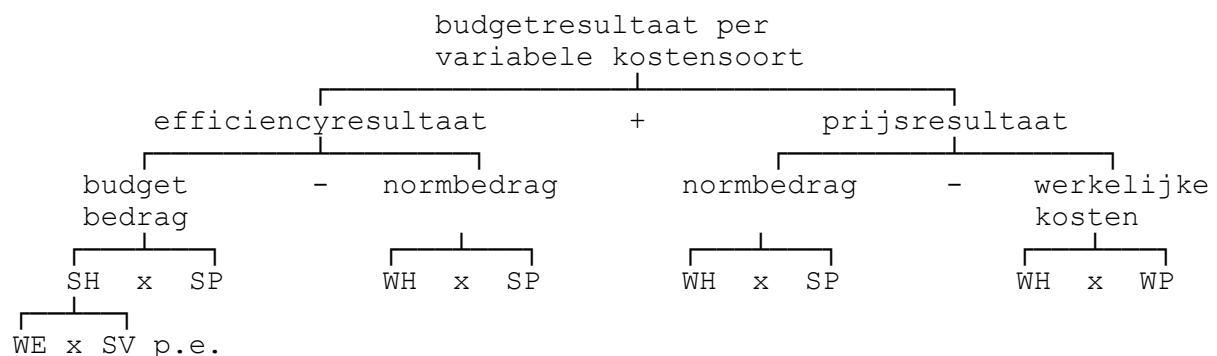 budgetresultaat per
variabele kostensoort
efficiencyresultaat + prijsresultaat
budget - normbedrag normbedrag - werkelijke
bedrag kosten
SH x SP WH x SP WH x SP WH x WP
WE x SV p.e.